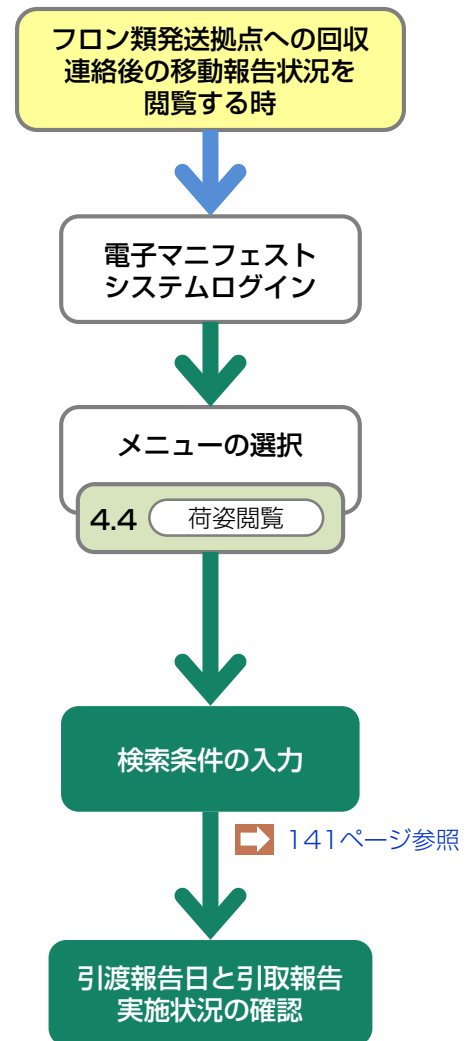 フロン類発送拠点への回収
連絡後の移動報告状況を
閲覧する時
電子マニフェスト
システムログイン
メニューの選択
4.4 荷姿閲覧
検索条件の入力
141ページ参照
引渡報告日と引取報告
実施状況の確認